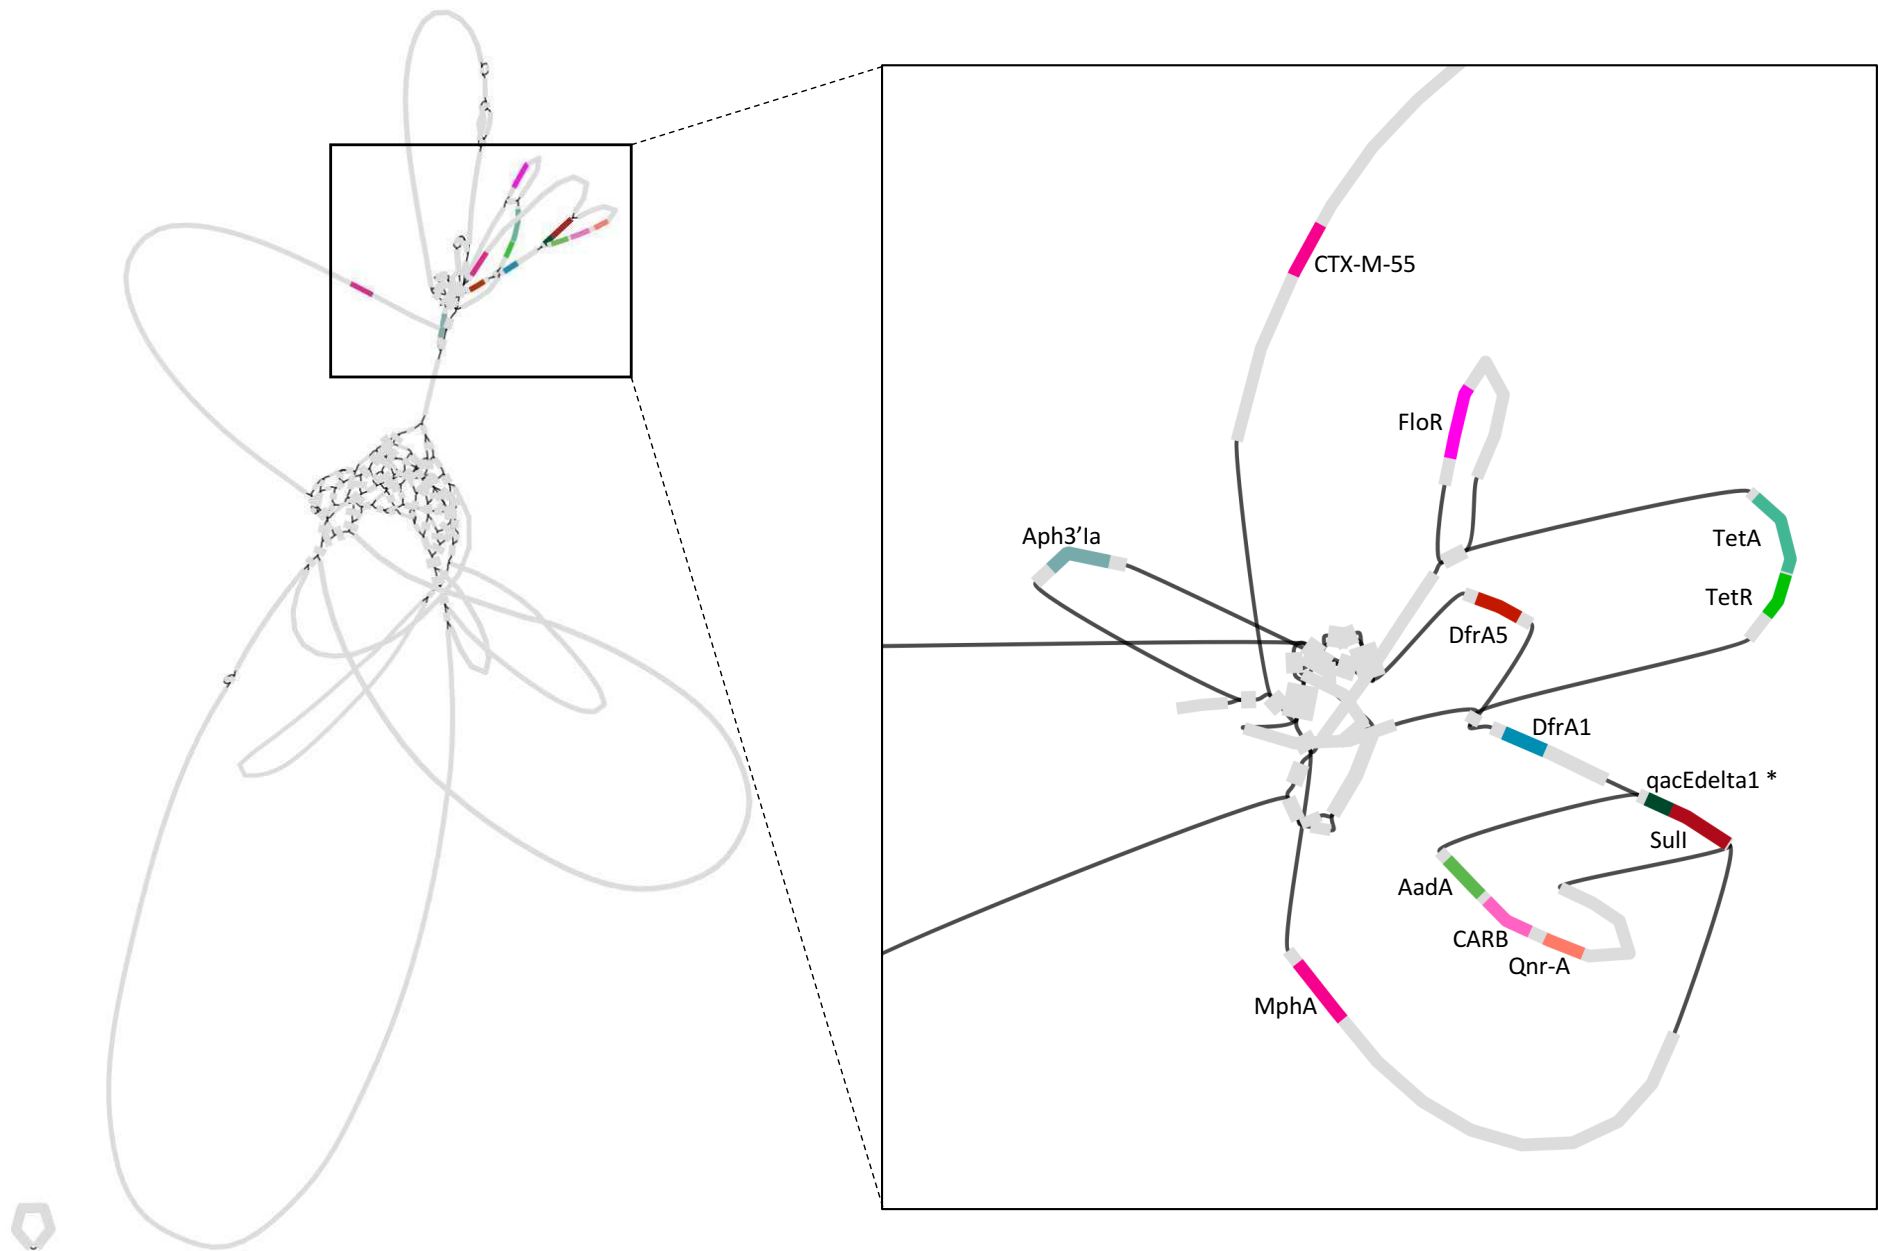 CTX-M-55
FloR
Aph3’Ia
TetA
TetR
DfrA5
DfrA1
qacEdelta1 *
SulI
AadA
CARB
Qnr-A
MphA